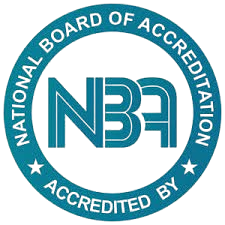 NATIONAL BOARD OF ACCREDITATION
NBA
★ ACCREDITED BY ★